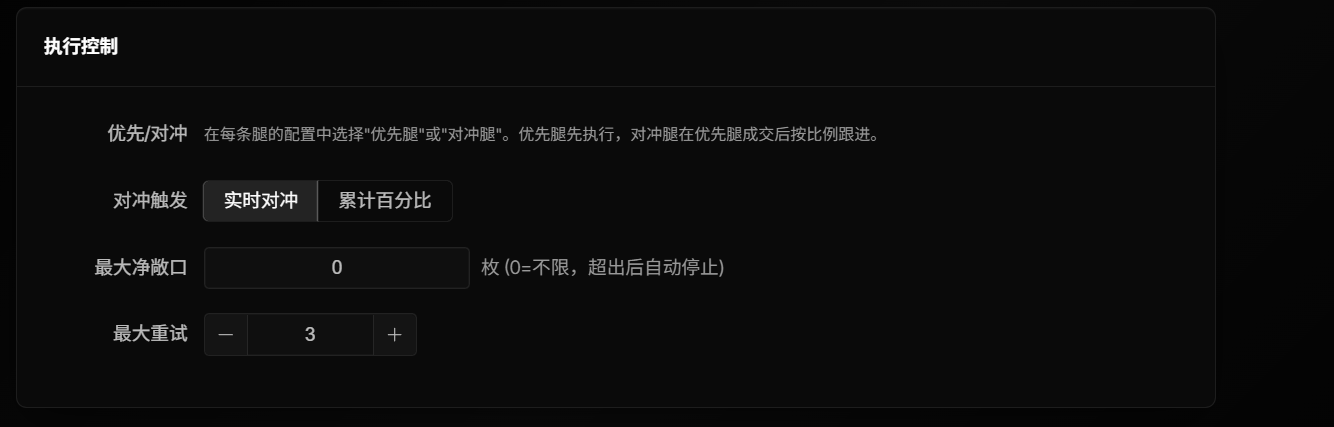 执行控制
优先/对冲 在每条腿的配置中选择"优先腿"或"对冲腿"。优先腿先执行，对冲腿在优先腿成交后按比例跟进。
对冲触发 实时对冲 累计百分比
最大净敞口 0 枚 (0=不限，超出后自动停止)
最大重试 — 3 +